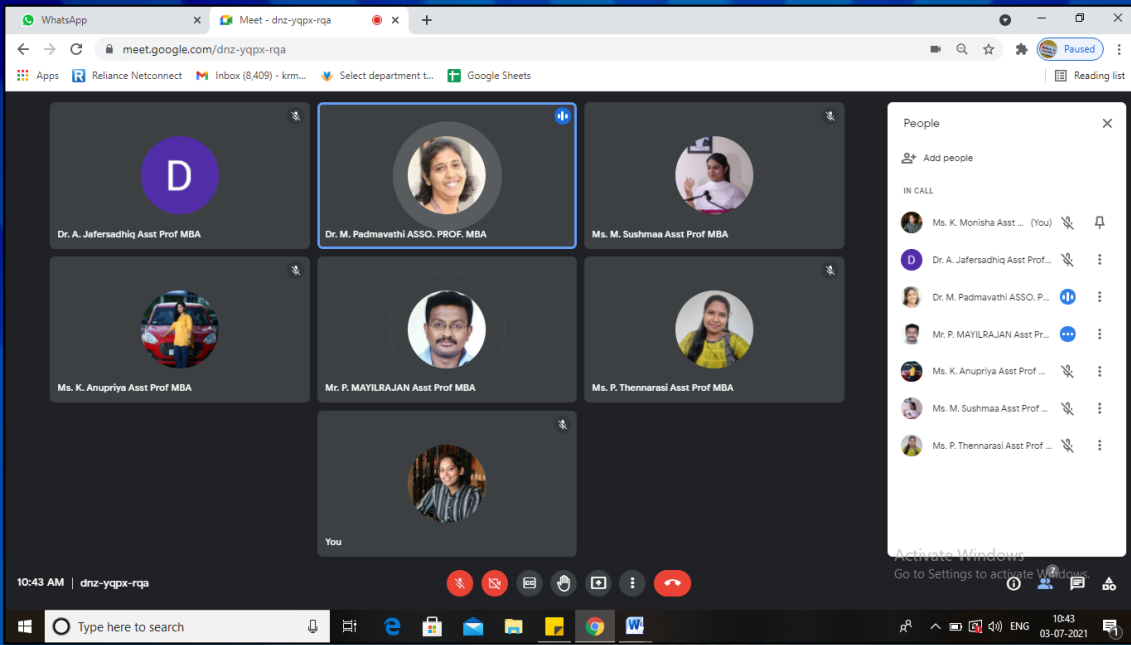 WhatsApp
Meet - dnz-yqpx-rqa
meet.google.com/dnz-yqpx-rqa
Paused
Apps
Reliance Netconnect
Inbox (8,409) - krm...
Select department t...
Google Sheets
Reading list
D
Dr. A. Jafersadhiq Asst Prof MBA
Dr. M. Padmavathi ASSO. PROF. MBA
Ms. M. Sushmaa Asst Prof MBA
Ms. K. Anupriya Asst Prof MBA
Mr. P. MAYILRAJAN Asst Prof MBA
Ms. P. Thennarasi Asst Prof MBA
You
People
Add people
IN CALL
Ms. K. Monisha Asst ... (You)
D Dr. A. Jafersadhiq Asst Prof...
Dr. M. Padmavathi ASSO. P...
Mr. P. MAYILRAJAN Asst Pr...
Ms. K. Anupriya Asst Prof ...
Ms. M. Sushmaa Asst Prof ...
Ms. P. Thennarasi Asst Prof ...
Activate Windows
Go to Settings to activate Windows.
10:43 AM | dnz-yqpx-rqa
7
Type here to search
ENG
10:43
03-07-2021
1